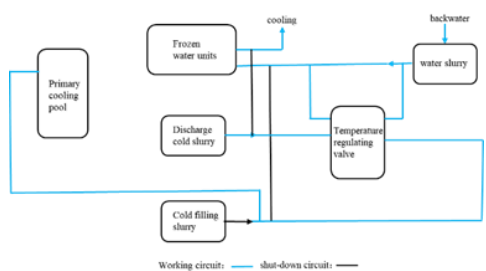 cooling
backwater
Frozen
water units
water slurry
Primary
cooling
pool
Discharge
cold slurry
Temperature
regulating
valve
Cold filling
slurry
Working circuit: shut-down circuit: